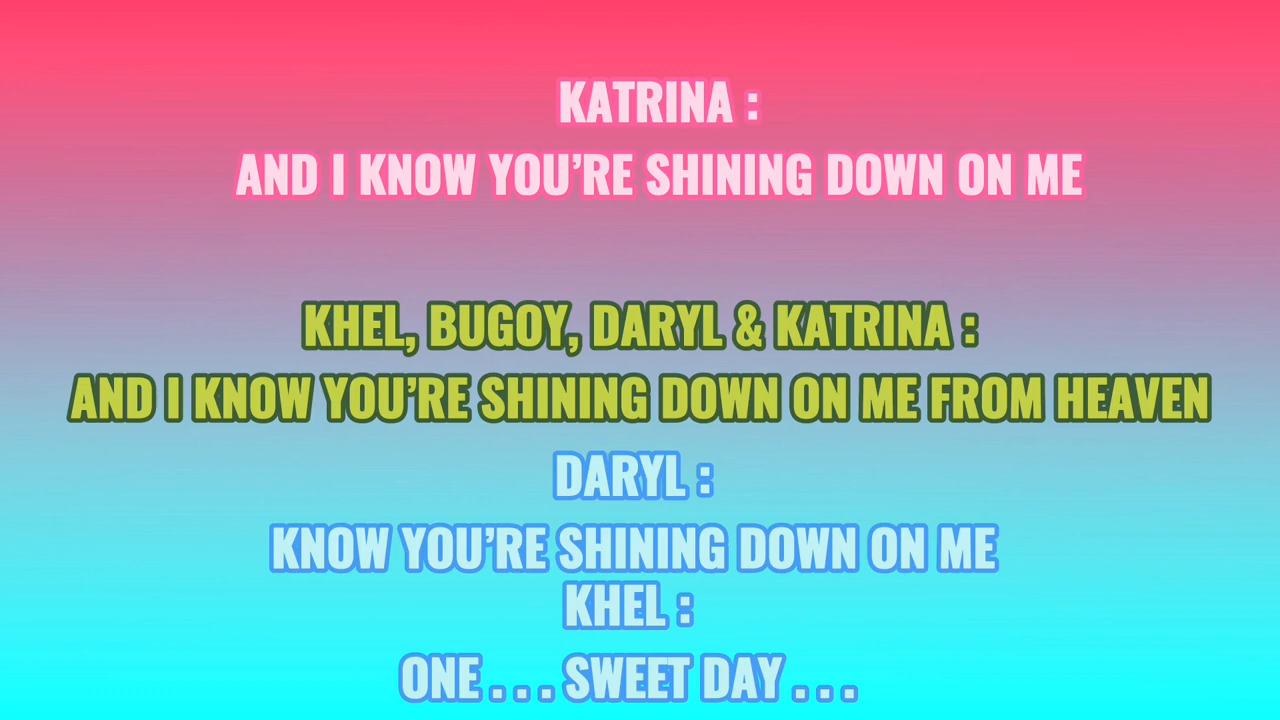 KATRINA :
AND I KNOW YOU'RE SHINING DOWN ON ME
KHEL, BUGOY, DARYL & KATRINA :
AND I KNOW YOU'RE SHINING DOWN ON ME FROM HEAVEN
DARYL :
KNOW YOU'RE SHINING DOWN ON ME
KHEL :
ONE . . . SWEET DAY . . .